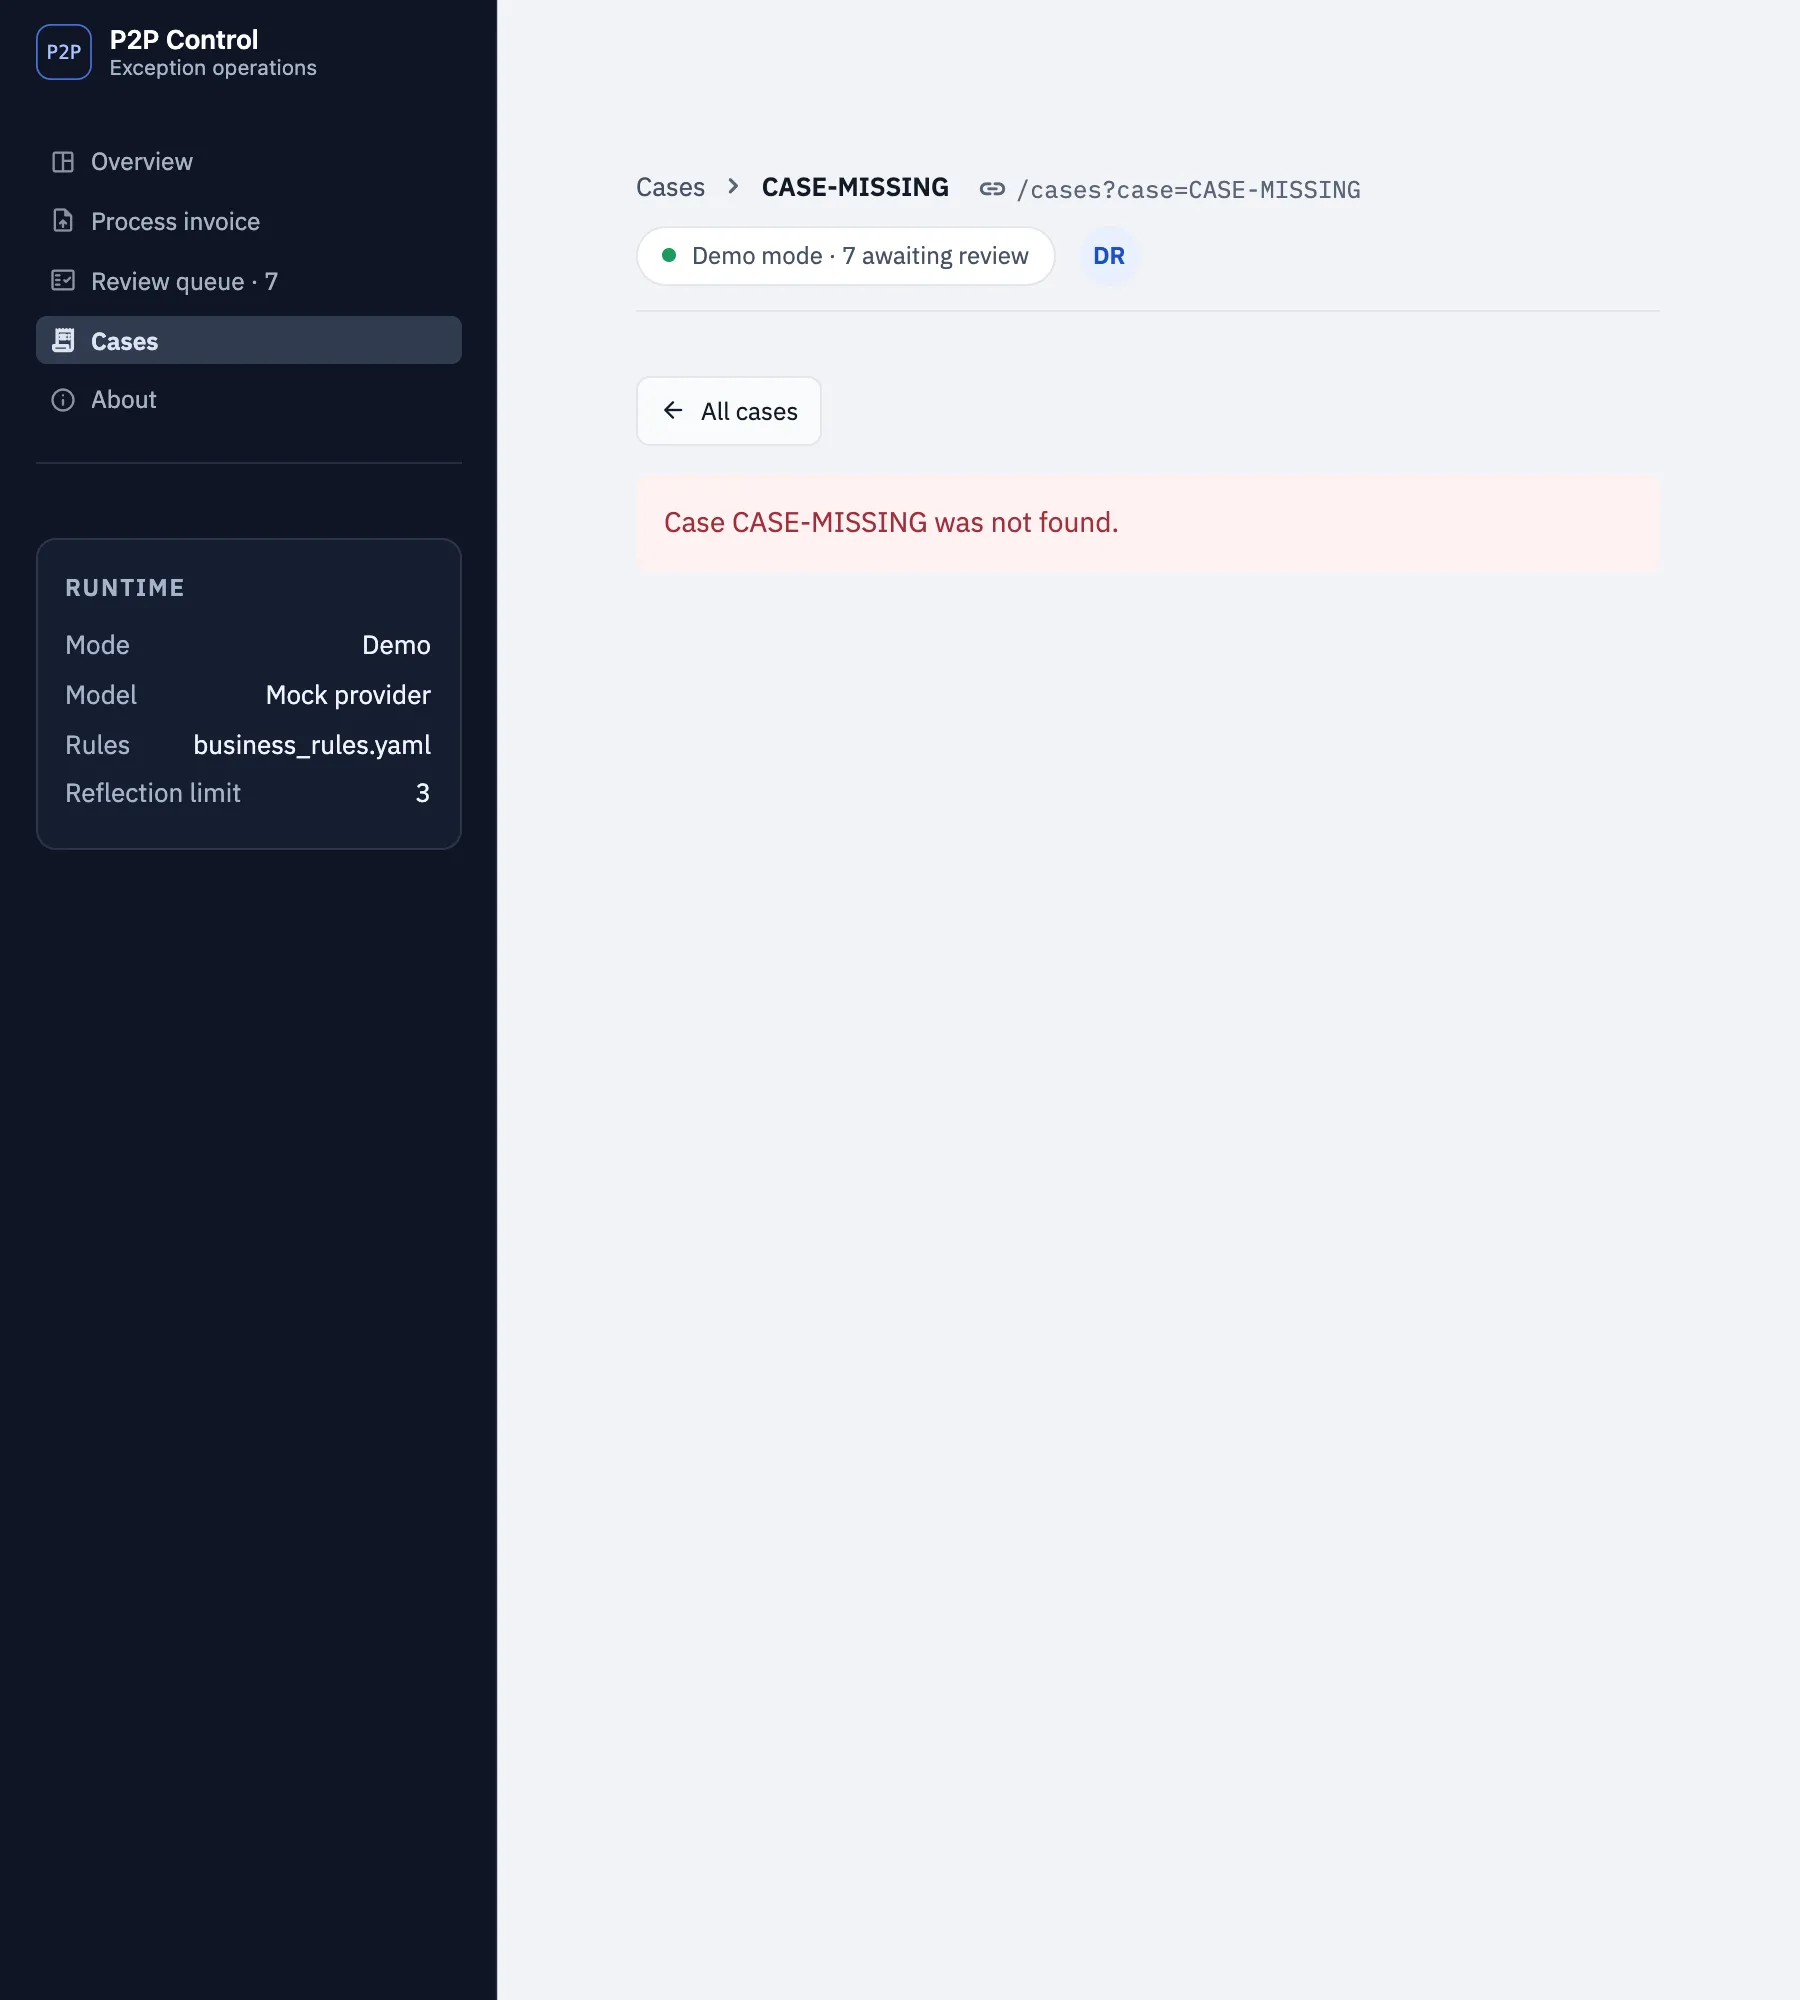 P2P
P2P Control
Exception operations
Overview
Process invoice
Review queue · 7
Cases
About
RUNTIME
Mode Demo
Model Mock provider
Rules business_rules.yaml
Reflection limit 3
Cases > CASE-MISSING /cases?case=CASE-MISSING
Demo mode · 7 awaiting review DR
← All cases
Case CASE-MISSING was not found.